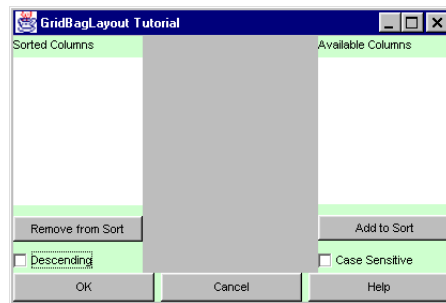 GridBagLayout Tutorial
Sorted Columns
Available Columns
Remove from Sort
Add to Sort
Descending
Case Sensitive
OK
Cancel
Help